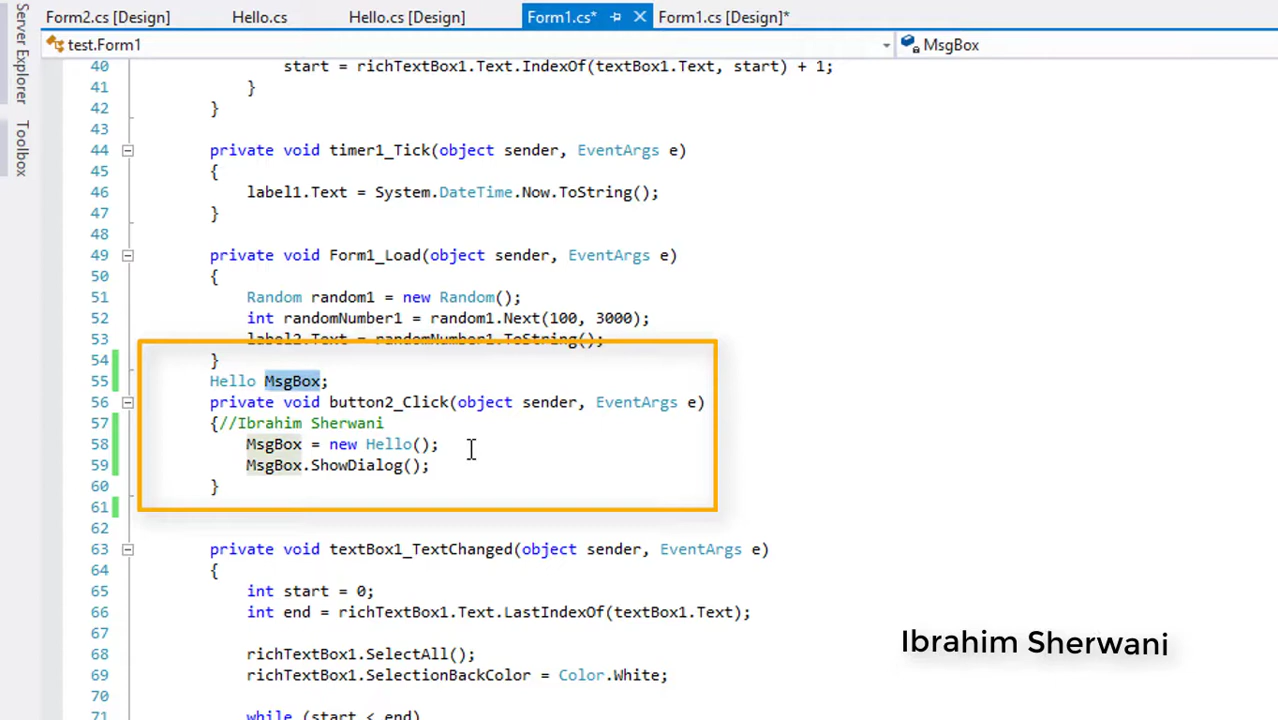 Form2.cs [Design] Hello.cs Hello.cs [Design] Form1.cs* Form1.cs [Design]*
Server Explorer
Toolbox
test.Form1 MsgBox
40 start = richTextBox1.Text.IndexOf(textBox1.Text, start) + 1;
41 }
42 }
43
44 private void timer1_Tick(object sender, EventArgs e)
45 {
46 label1.Text = System.DateTime.Now.ToString();
47 }
48
49 private void Form1_Load(object sender, EventArgs e)
50 {
51 Random random1 = new Random();
52 int randomNumber1 = random1.Next(100, 3000);
53 label2.Text = randomNumber1.ToString();
54 }
55 Hello MsgBox;
56 private void button2_Click(object sender, EventArgs e)
57 {//Ibrahim Sherwani
58 MsgBox = new Hello();
59 MsgBox.ShowDialog();
60 }
61
62
63 private void textBox1_TextChanged(object sender, EventArgs e)
64 {
65 int start = 0;
66 int end = richTextBox1.Text.LastIndexOf(textBox1.Text);
67
68 richTextBox1.SelectAll();
69 richTextBox1.SelectionBackColor = Color.White;
70
71 while (start < end)
Ibrahim Sherwani